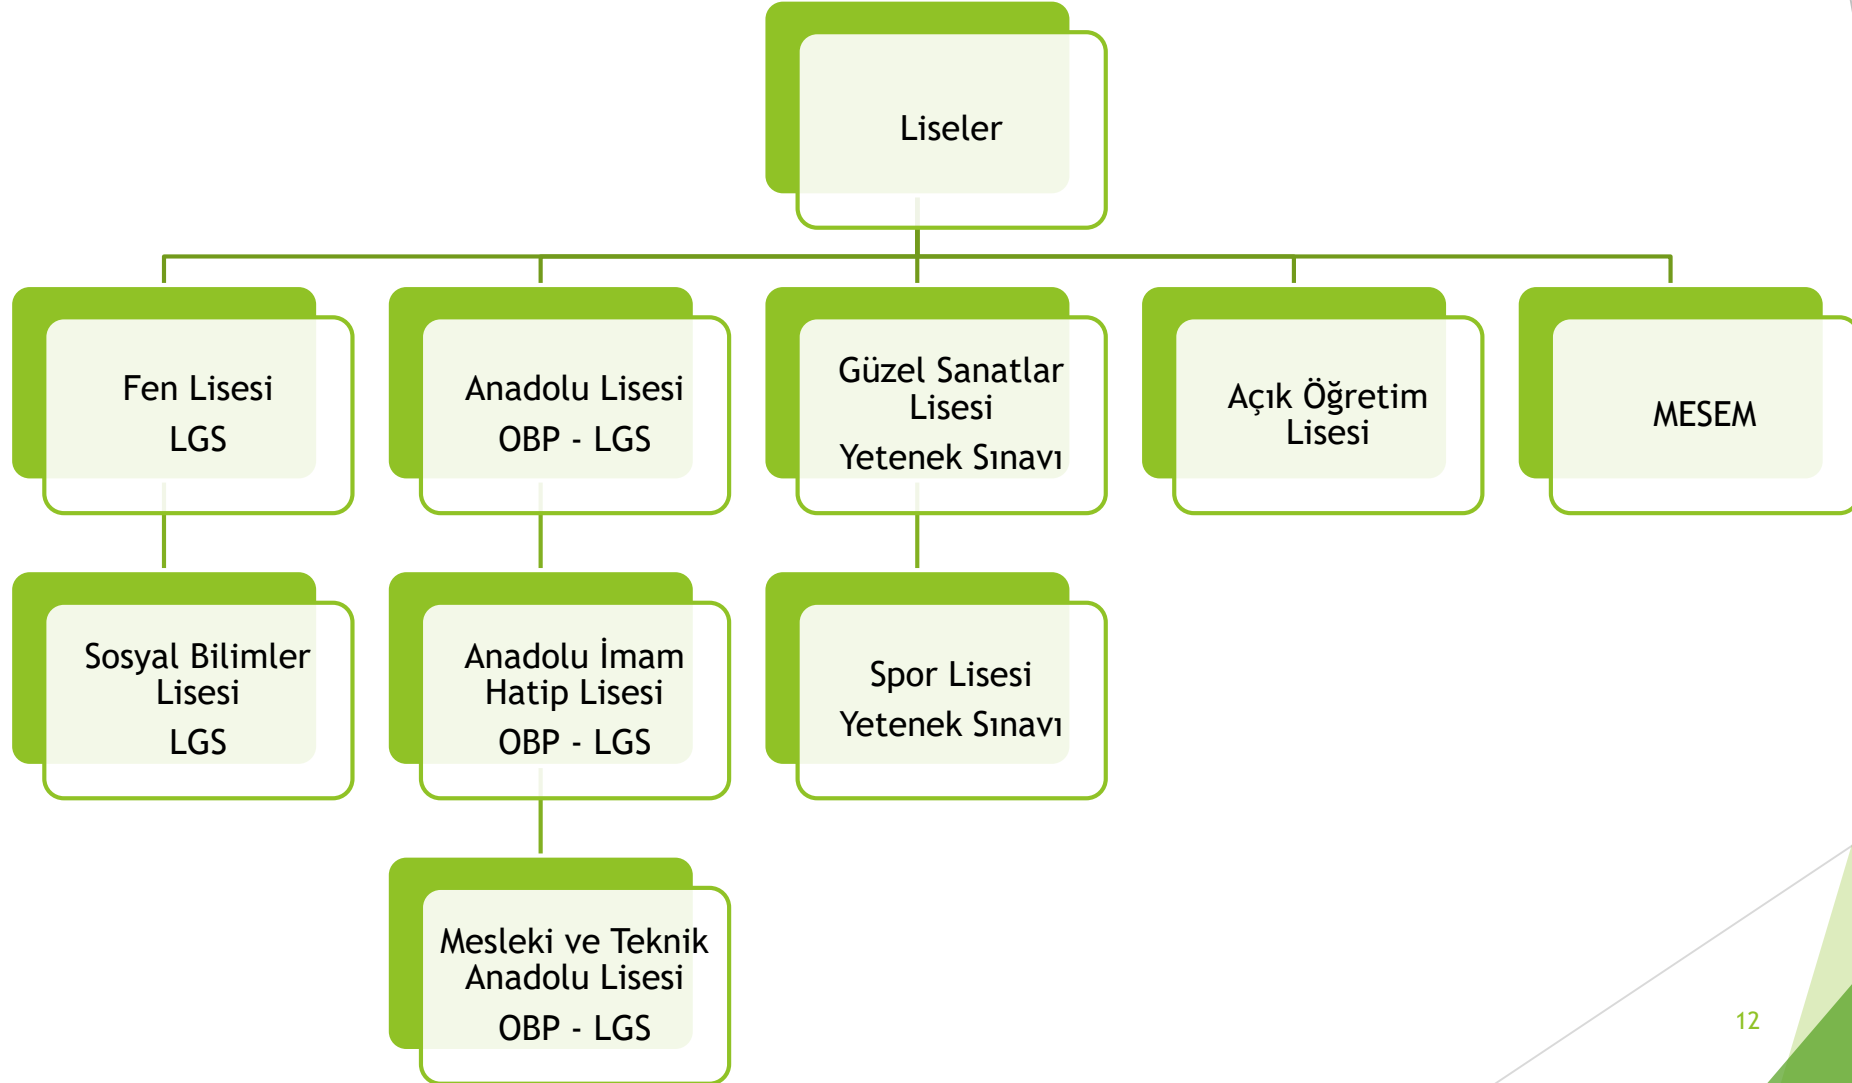 Liseler
Fen Lisesi
LGS
Anadolu Lisesi
OBP - LGS
Güzel Sanatlar
Lisesi
Yetenek Sınavı
Açık Öğretim
Lisesi
MESEM
Sosyal Bilimler
Lisesi
LGS
Anadolu İmam
Hatip Lisesi
OBP - LGS
Spor Lisesi
Yetenek Sınavı
Mesleki ve Teknik
Anadolu Lisesi
OBP - LGS
12